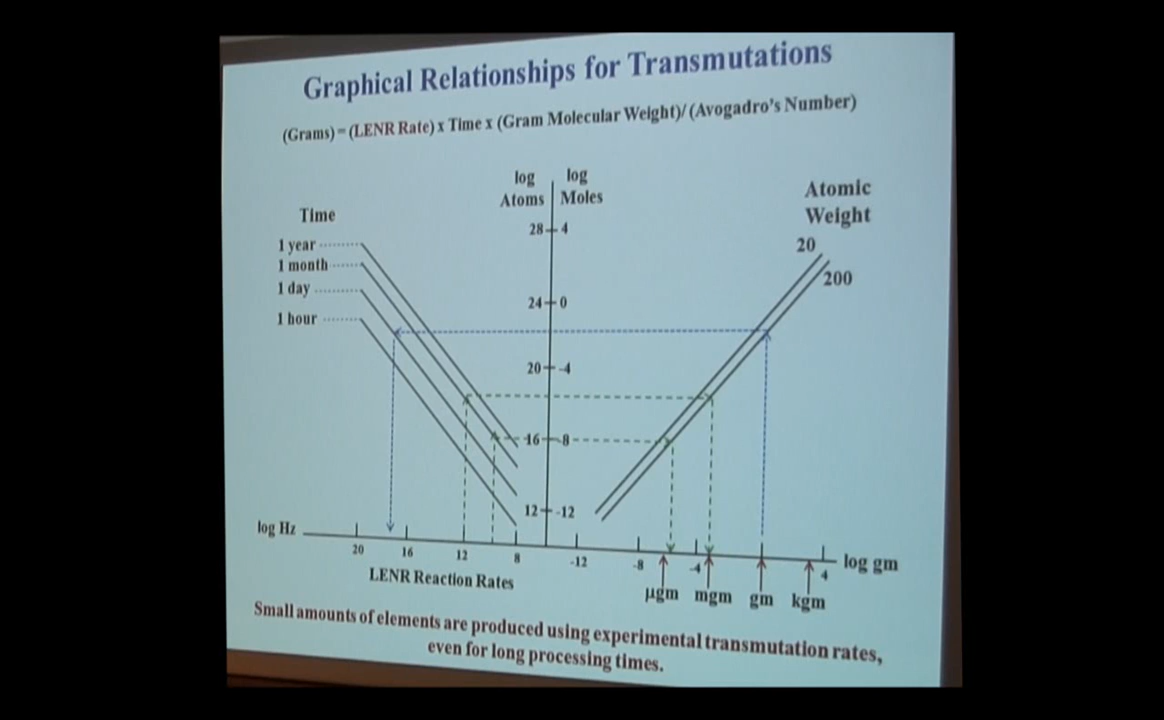 Graphical Relationships for Transmutations
(Grams) = (LENR Rate) x Time x (Gram Molecular Weight)/ (Avogadro's Number)
log log
Atoms Moles
Atomic
Weight
Time
28 4
1 year
20
1 month
200
1 day
24 0
1 hour
20 -4
16 -8
12 -12
log Hz
20 16 12 8 -12 -8 -4 4
log gm
LENR Reaction Rates
µgm mgm gm kgm
Small amounts of elements are produced using experimental transmutation rates,
even for long processing times.